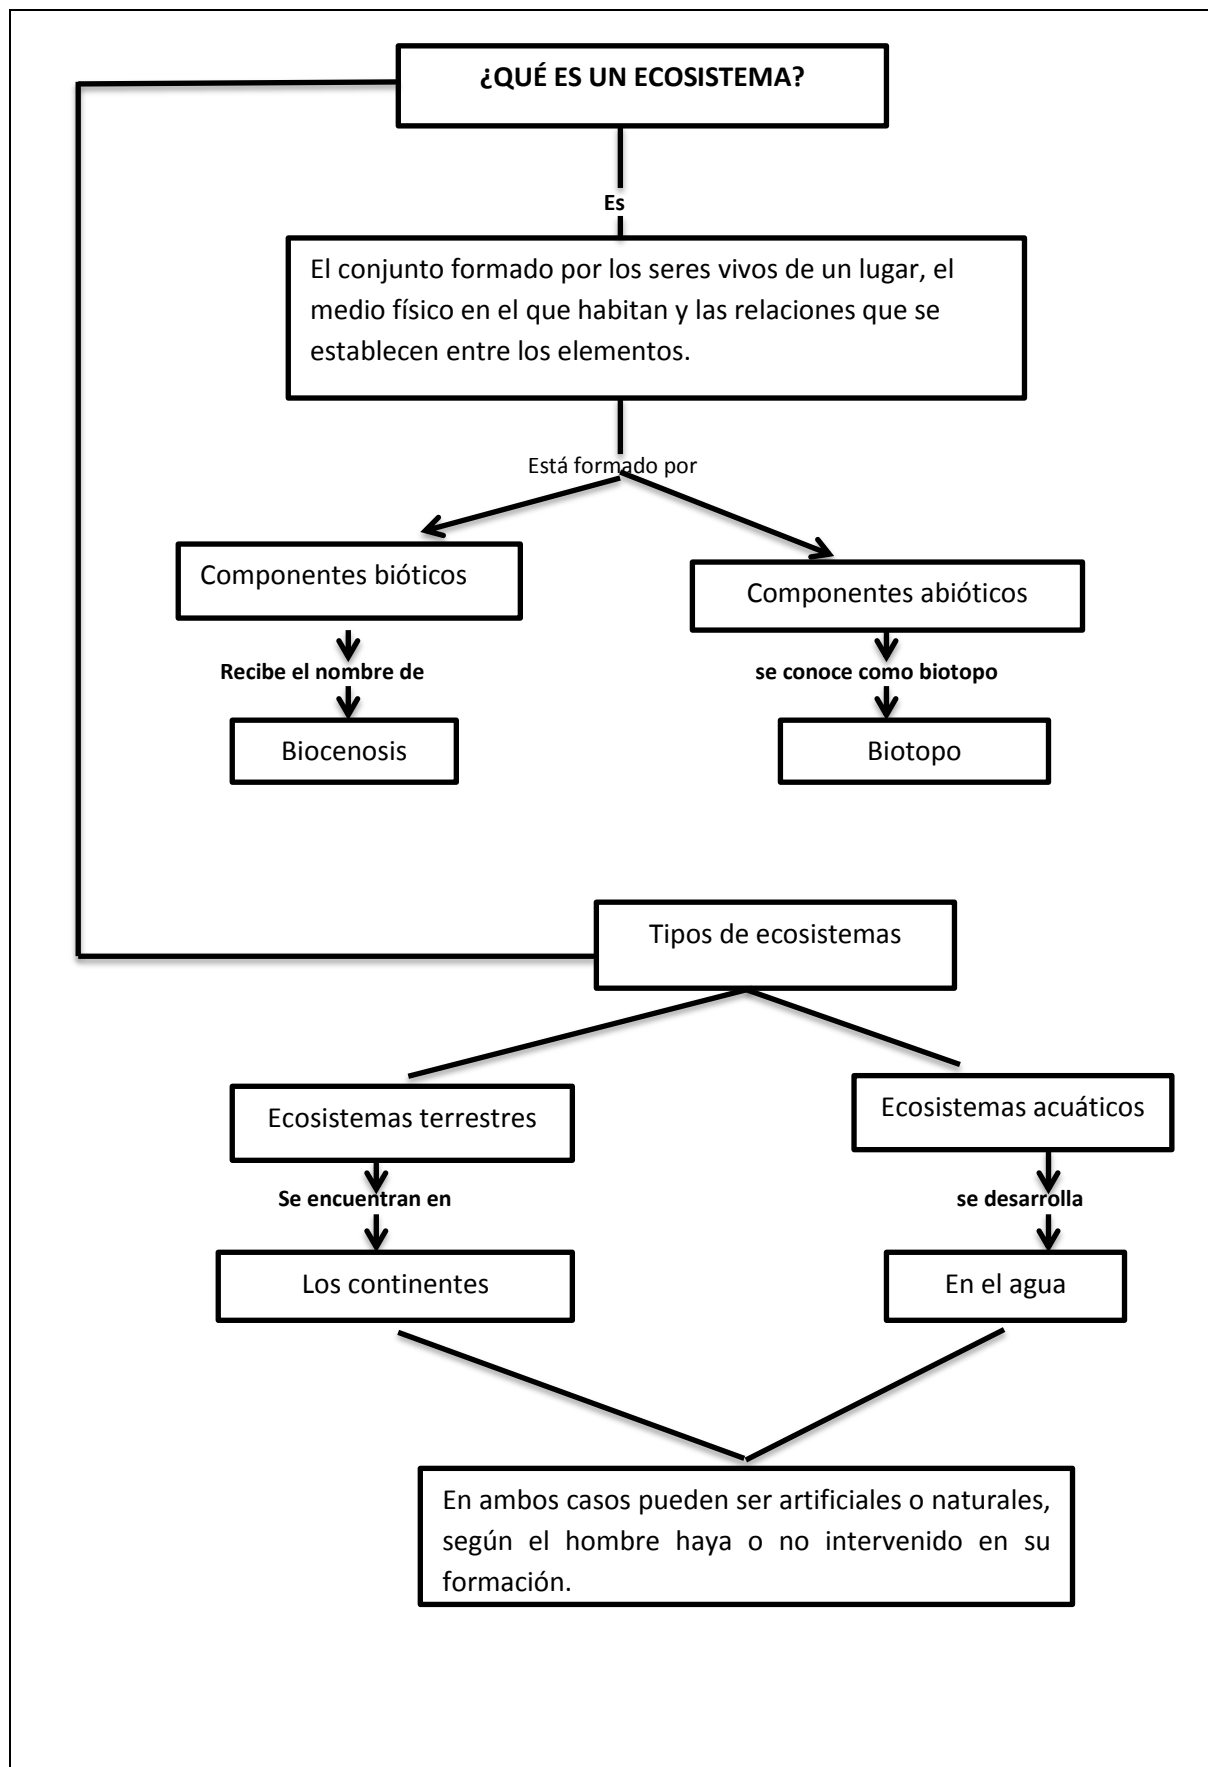 ¿QUÉ ES UN ECOSISTEMA?
Es
El conjunto formado por los seres vivos de un lugar, el
medio físico en el que habitan y las relaciones que se
establecen entre los elementos.
Está formado por
Componentes bióticos
Componentes abióticos
Recibe el nombre de
se conoce como biotopo
Biocenosis
Biotopo
Tipos de ecosistemas
Ecosistemas terrestres
Ecosistemas acuáticos
Se encuentran en
se desarrolla
Los continentes
En el agua
En ambos casos pueden ser artificiales o naturales,
según el hombre haya o no intervenido en su
formación.